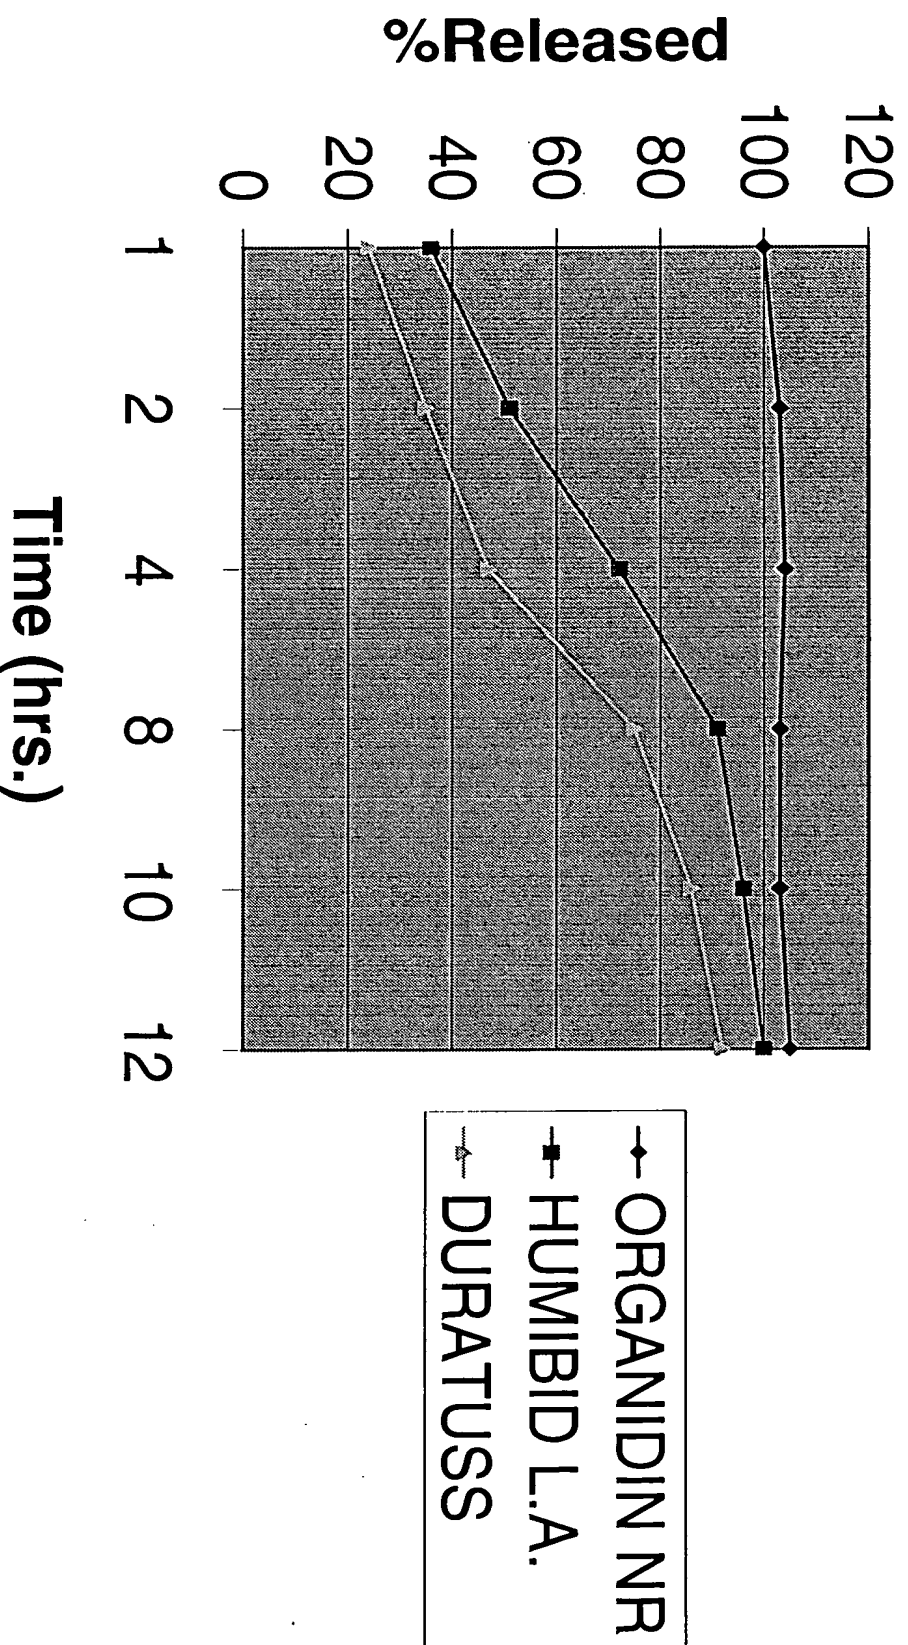 %Released
120
100
80
60
40
20
0
1 2 4 8 10 12
Time (hrs.)
ORGANIDIN NR
HUMIBID L.A.
DURATUSS